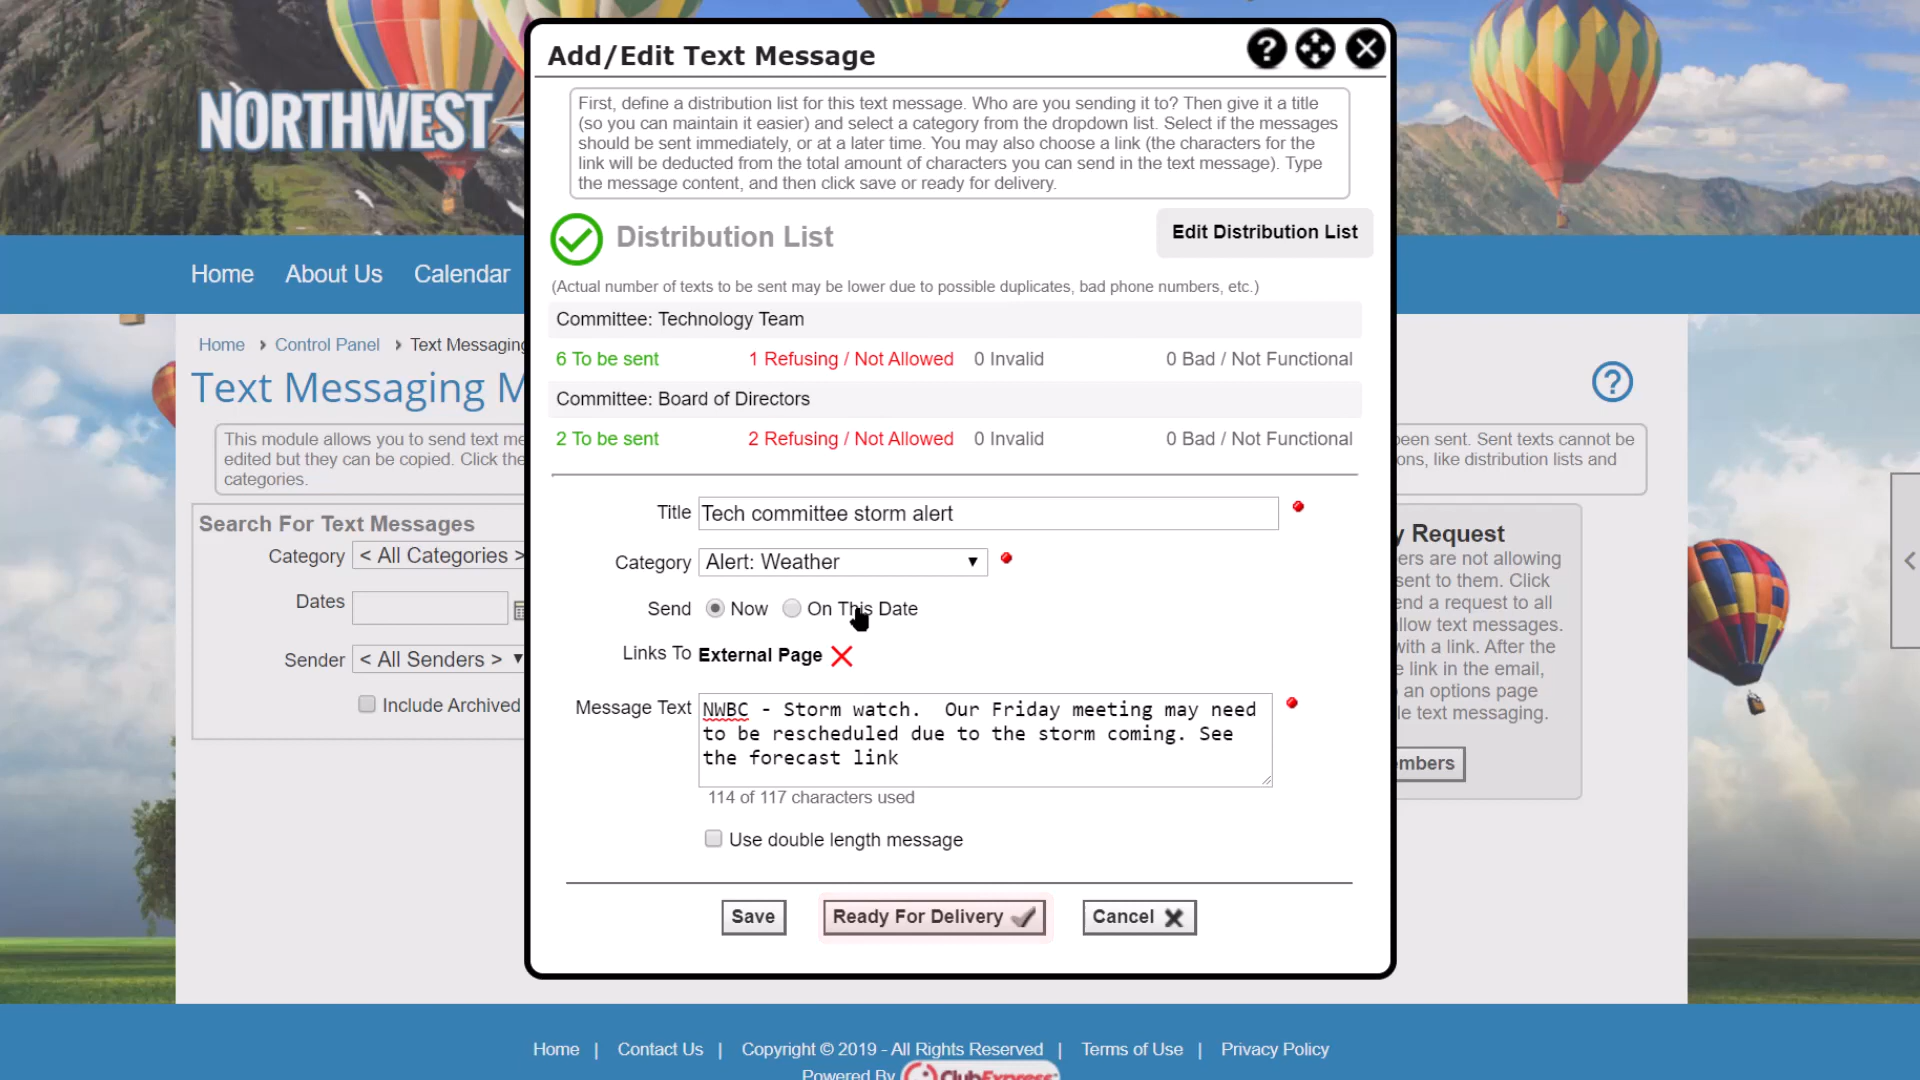 Add/Edit Text Message
First, define a distribution list for this text message. Who are you sending it to? Then give it a title
(so you can maintain it easier) and select a category from the dropdown list. Select if the messages
should be sent immediately, or at a later time. You may also choose a link (the characters for the
link will be deducted from the total amount of characters you can send in the text message). Type
the message content, and then click save or ready for delivery.
NORTHWEST
Distribution List
Edit Distribution List
Home
About Us
Calendar
(Actual number of texts to be sent may be lower due to possible duplicates, bad phone numbers, etc.)
Committee: Technology Team
6 To be sent 1 Refusing / Not Allowed 0 Invalid 0 Bad / Not Functional
Committee: Board of Directors
2 To be sent 2 Refusing / Not Allowed 0 Invalid 0 Bad / Not Functional
Title Tech committee storm alert
Category Alert: Weather
Send Now On This Date
Links To External Page
Message Text NWBC - Storm watch. Our Friday meeting may need
to be rescheduled due to the storm coming. See
the forecast link
114 of 117 characters used
Use double length message
Save
Ready For Delivery
Cancel
Home > Control Panel > Text Messaging
Text Messaging M
This module allows you to send text me
edited but they can be copied. Click the
categories.
Search For Text Messages
Category < All Categories >
Dates
Sender < All Senders >
Include Archived
been sent. Sent texts cannot be
ons, like distribution lists and
y Request
ers are not allowing
sent to them. Click
end a request to all
llow text messages.
with a link. After the
e link in the email,
an options page
le text messaging.
mbers
Home | Contact Us | Copyright © 2019 - All Rights Reserved | Terms of Use | Privacy Policy
Powered By ClubExpress